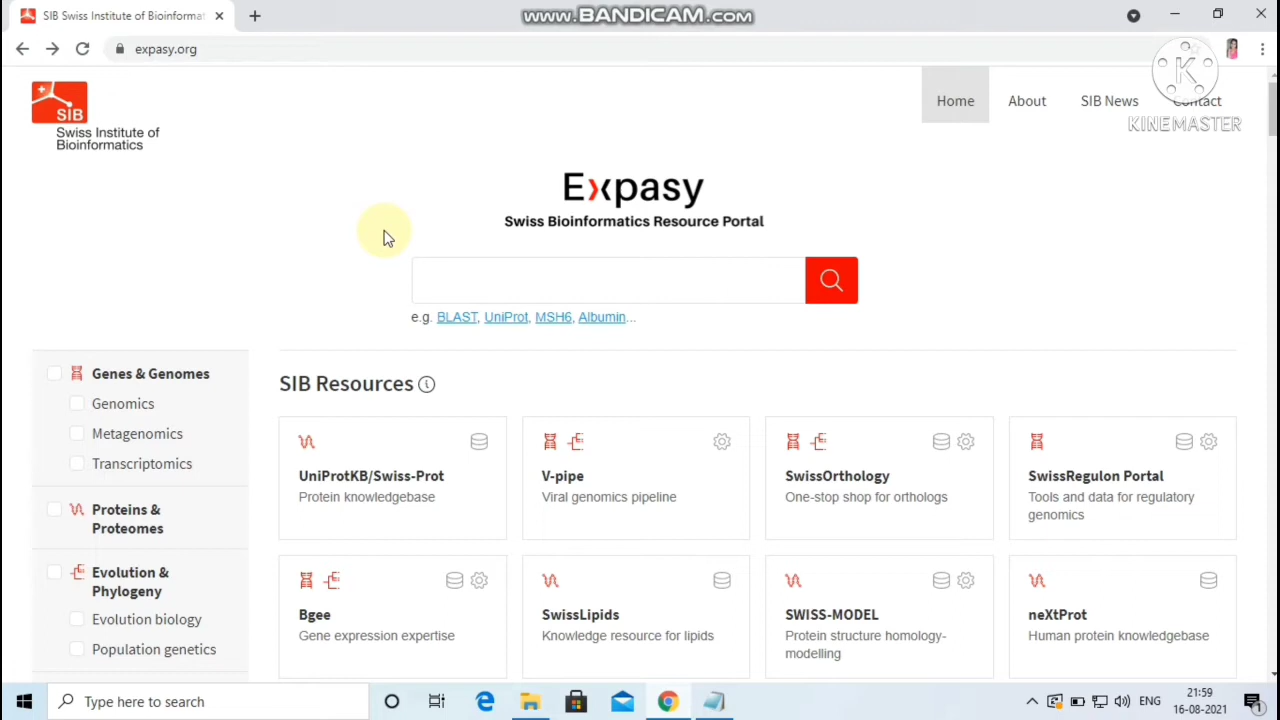 SIB Swiss Institute of Bioinformat
www.BANDICAM.com
expasy.org
SIB
Swiss Institute of
Bioinformatics
Home
About
SIB News
Contact
K
KINEMASTER
Expasy
Swiss Bioinformatics Resource Portal
e.g. BLAST, UniProt, MSH6, Albumin...
Genes & Genomes
Genomics
Metagenomics
Transcriptomics
Proteins &
Proteomes
Evolution &
Phylogeny
Evolution biology
Population genetics
SIB Resources
UniProtKB/Swiss-Prot
Protein knowledgebase
V-pipe
Viral genomics pipeline
SwissOrthology
One-stop shop for orthologs
SwissRegulon Portal
Tools and data for regulatory
genomics
Bgee
Gene expression expertise
SwissLipids
Knowledge resource for lipids
SWISS-MODEL
Protein structure homology-
modelling
neXtProt
Human protein knowledgebase
Type here to search
ENG
21:59
16-08-2021
1